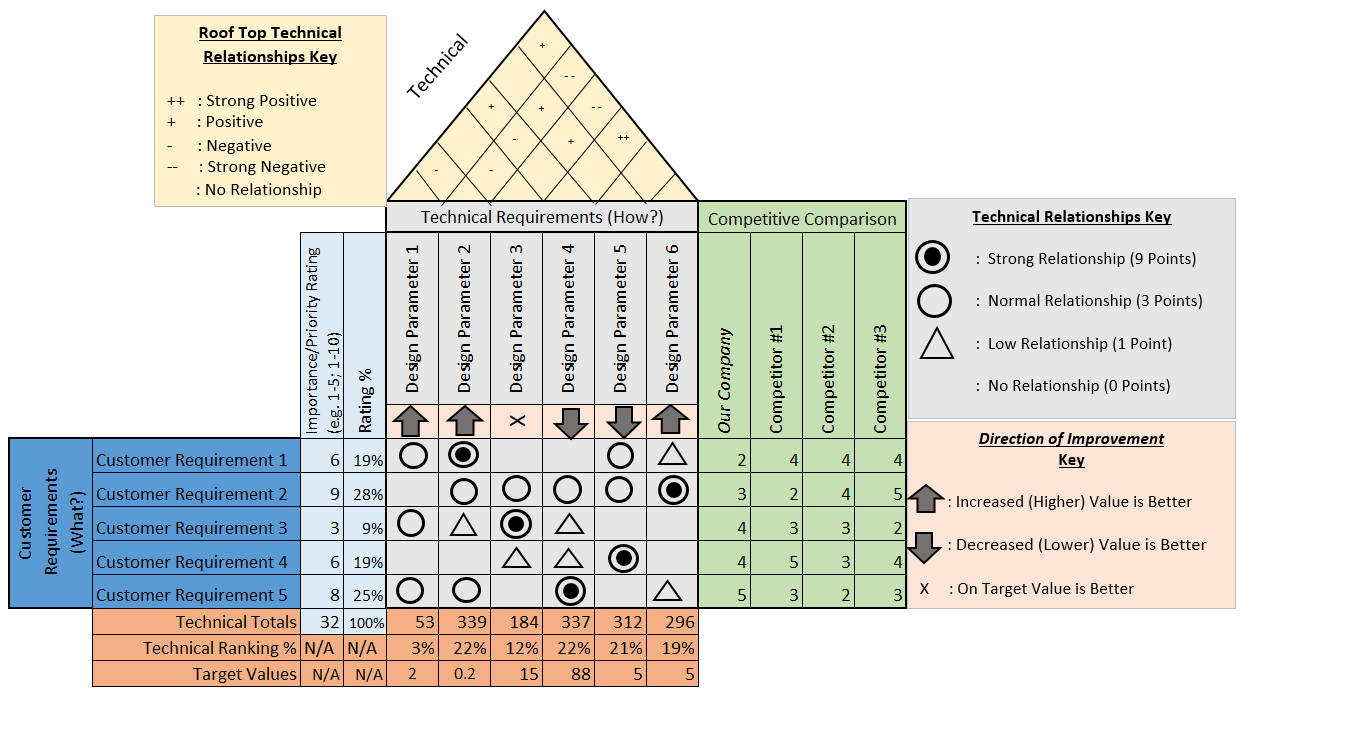 Roof Top Technical
Relationships Key
++ : Strong Positive
+ : Positive
- : Negative
-- : Strong Negative
: No Relationship
Technical
+
--
+ + --
- + ++
- -
Technical Requirements (How?)
Competitive Comparison
Importance/Priority Rating
(e.g. 1-5; 1-10)
Rating %
Design Parameter 1
Design Parameter 2
Design Parameter 3
Design Parameter 4
Design Parameter 5
Design Parameter 6
Our Company
Competitor #1
Competitor #2
Competitor #3
X
Customer
Requirements
(What?)
Customer Requirement 1 6 19% 2 4 4 4
Customer Requirement 2 9 28% 3 2 4 5
Customer Requirement 3 3 9% 4 3 3 2
Customer Requirement 4 6 19% 4 5 3 4
Customer Requirement 5 8 25% 5 3 2 3
Technical Totals 32 100% 53 339 184 337 312 296
Technical Ranking % N/A N/A 3% 22% 12% 22% 21% 19%
Target Values N/A N/A 2 0.2 15 88 5 5
Technical Relationships Key
: Strong Relationship (9 Points)
: Normal Relationship (3 Points)
: Low Relationship (1 Point)
: No Relationship (0 Points)
Direction of Improvement
Key
: Increased (Higher) Value is Better
: Decreased (Lower) Value is Better
X : On Target Value is Better